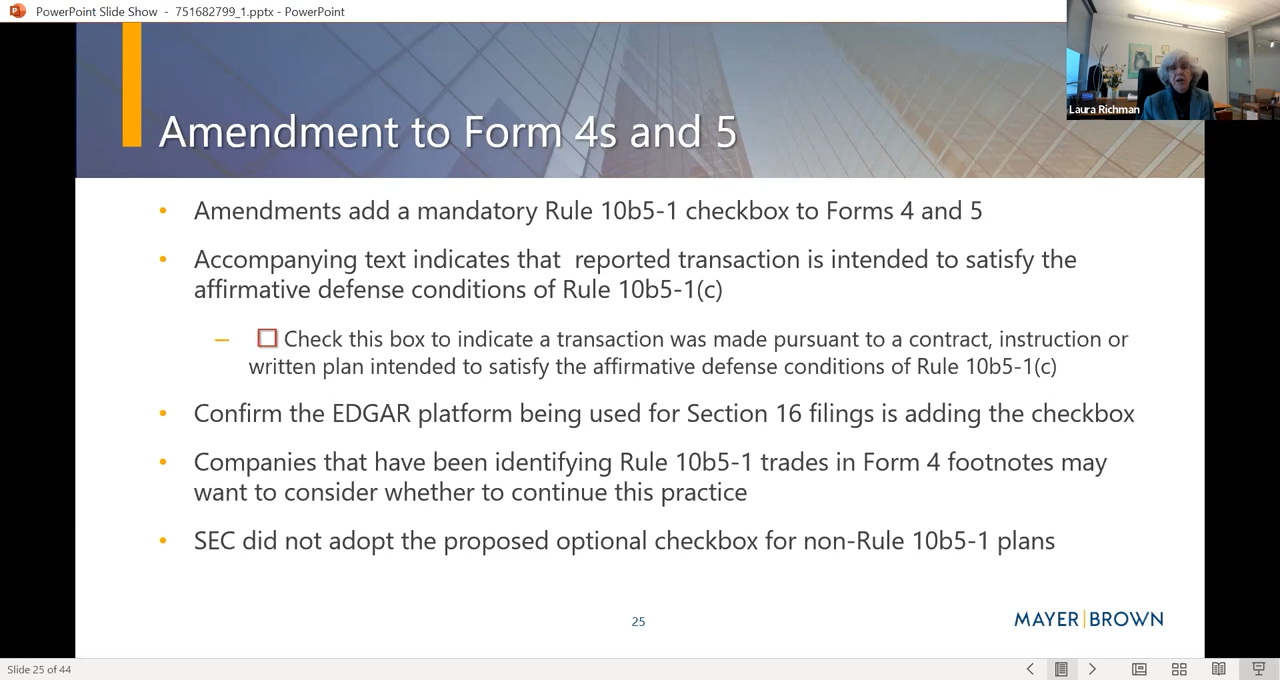 PowerPoint Slide Show - 751682799_1.pptx - PowerPoint
Laura Richman
Amendment to Form 4s and 5
• Amendments add a mandatory Rule 10b5-1 checkbox to Forms 4 and 5
• Accompanying text indicates that  reported transaction is intended to satisfy the
affirmative defense conditions of Rule 10b5-1(c)
– ☐ Check this box to indicate a transaction was made pursuant to a contract, instruction or
written plan intended to satisfy the affirmative defense conditions of Rule 10b5-1(c)
• Confirm the EDGAR platform being used for Section 16 filings is adding the checkbox
• Companies that have been identifying Rule 10b5-1 trades in Form 4 footnotes may
want to consider whether to continue this practice
• SEC did not adopt the proposed optional checkbox for non-Rule 10b5-1 plans
25
MAYER|BROWN
Slide 25 of 44